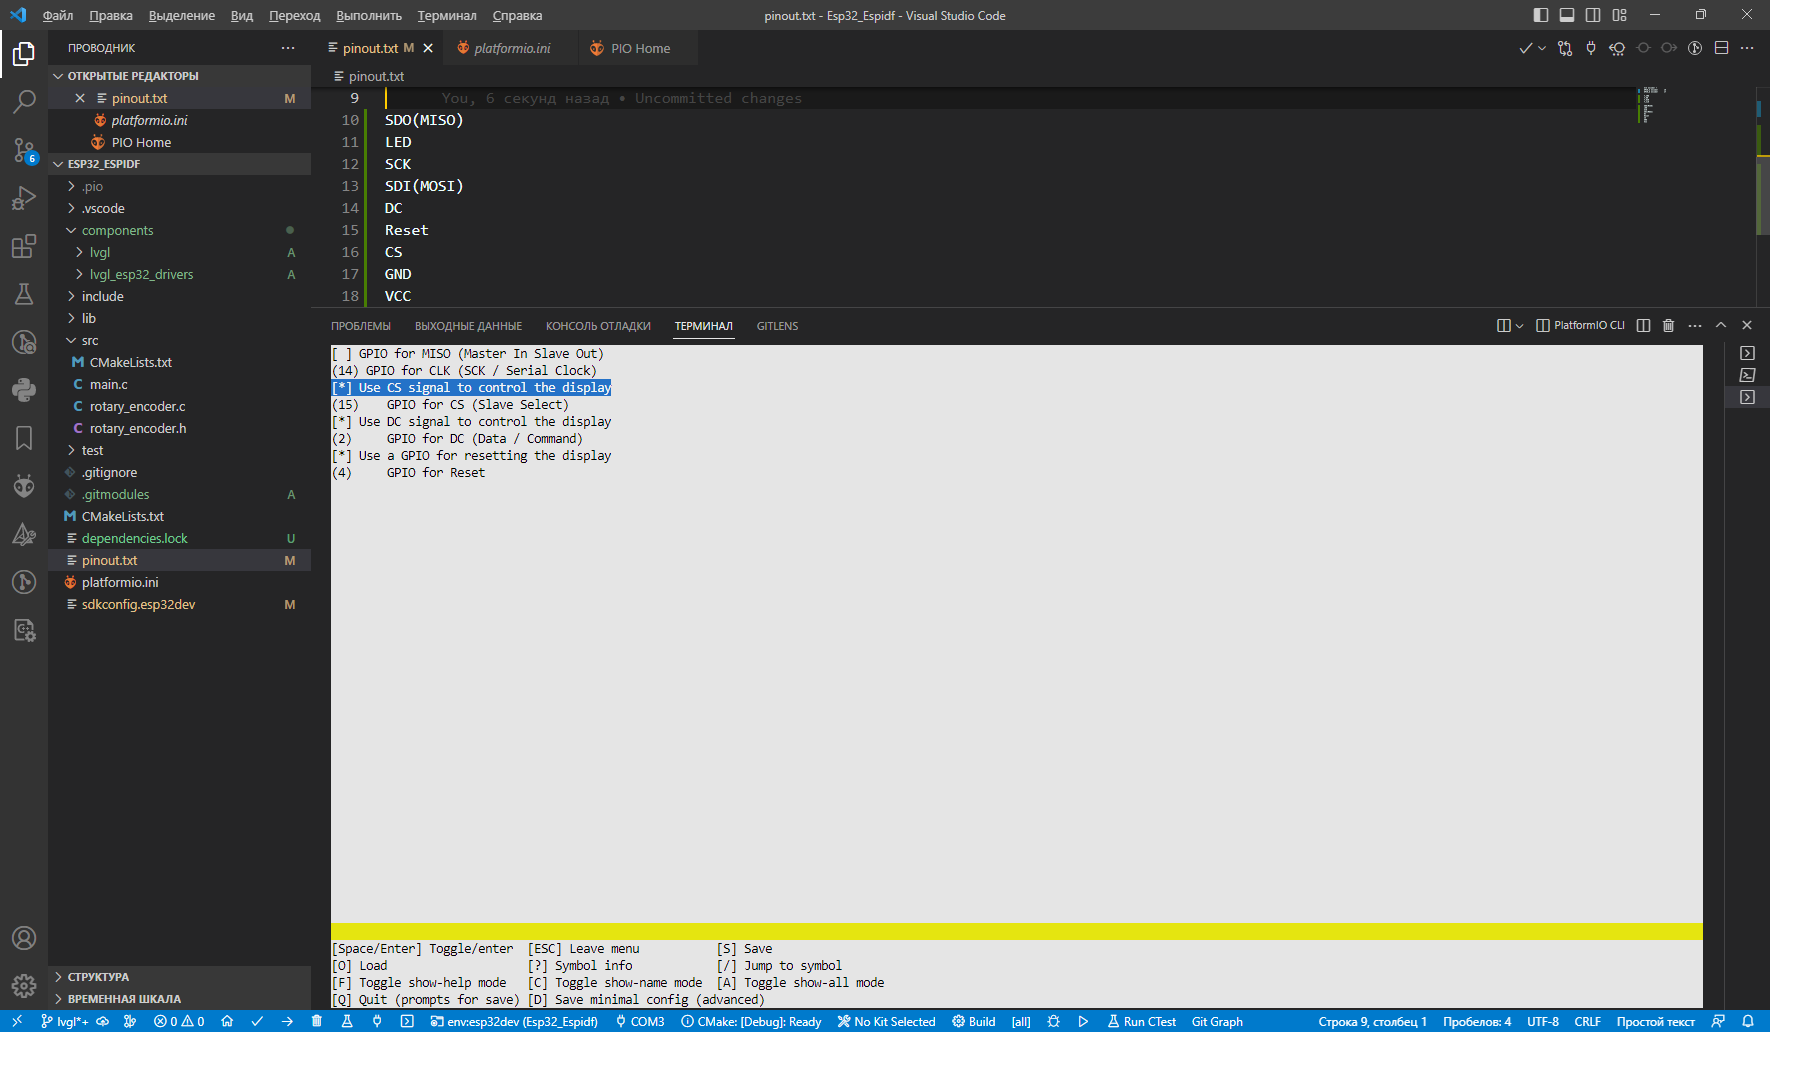 Файл Правка Выделение Вид Переход Выполнить Терминал Справка
pinout.txt - Esp32_Espidf - Visual Studio Code
ПРОВОДНИК
ОТКРЫТЫЕ РЕДАКТОРЫ
pinout.txt M
platformio.ini
PIO Home
ESP32_ESPIDF
.pio
.vscode
components
lvgl A
lvgl_esp32_drivers A
include
lib
src
CMakeLists.txt
C main.c
C rotary_encoder.c
C rotary_encoder.h
test
.gitignore
.gitmodules A
CMakeLists.txt
dependencies.lock U
pinout.txt M
platformio.ini
sdkconfig.esp32dev M
СТРУКТУРА
ВРЕМЕННАЯ ШКАЛА
6
pinout.txt M platformio.ini PIO Home
pinout.txt
9 You, 6 секунд назад • Uncommitted changes
10 SDO(MISO)
11 LED
12 SCK
13 SDI(MOSI)
14 DC
15 Reset
16 CS
17 GND
18 VCC
ПРОБЛЕМЫ ВЫХОДНЫЕ ДАННЫЕ КОНСОЛЬ ОТЛАДКИ ТЕРМИНАЛ GITLENS
PlatformIO CLI
[ ] GPIO for MISO (Master In Slave Out)
(14) GPIO for CLK (SCK / Serial Clock)
[*] Use CS signal to control the display
(15) GPIO for CS (Slave Select)
[*] Use DC signal to control the display
(2) GPIO for DC (Data / Command)
[*] Use a GPIO for resetting the display
(4) GPIO for Reset
[Space/Enter] Toggle/enter [ESC] Leave menu [S] Save
[O] Load [?] Symbol info [/] Jump to symbol
[F] Toggle show-help mode [C] Toggle show-name mode [A] Toggle show-all mode
[Q] Quit (prompts for save) [D] Save minimal config (advanced)
lvgl*+ 0 0 env:esp32dev (Esp32_Espidf) COM3 CMake: [Debug]: Ready No Kit Selected Build [all] Run CTest Git Graph Строка 9, столбец 1 Пробелов: 4 UTF-8 CRLF Простой текст